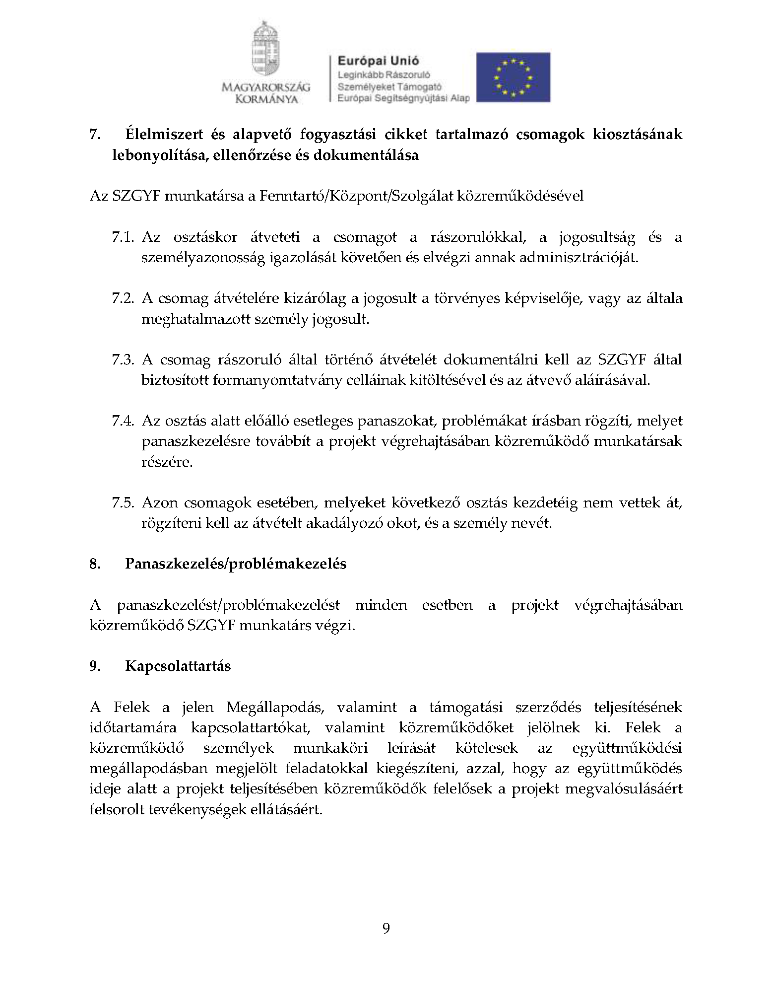 MAGYARORSZÁG
KORMÁNYA
Európai Unió
Leginkább Rászoruló
Személyeket Támogató
Európai Segítségnyújtási Alap
7. Élelmiszert és alapvető fogyasztási cikket tartalmazó csomagok kiosztásának
lebonyolítása, ellenőrzése és dokumentálása
Az SZGYF munkatársa a Fenntartó/Központ/Szolgálat közreműködésével
7.1. Az osztáskor átveteti a csomagot a rászorulókkal, a jogosultság és a
személyazonosság igazolását követően és elvégzi annak adminisztrációját.
7.2. A csomag átvételére kizárólag a jogosult a törvényes képviselője, vagy az általa
meghatalmazott személy jogosult.
7.3. A csomag rászoruló által történő átvételét dokumentálni kell az SZGYF által
biztosított formanyomtatvány celláinak kitöltésével és az átvevő aláírásával.
7.4. Az osztás alatt előálló esetleges panaszokat, problémákat írásban rögzíti, melyet
panaszkezelésre továbbít a projekt végrehajtásában közreműködő munkatársak
részére.
7.5. Azon csomagok esetében, melyeket következő osztás kezdetéig nem vettek át,
rögzíteni kell az átvételt akadályozó okot, és a személy nevét.
8. Panaszkezelés/problémakezelés
A panaszkezelést/problémakezelést minden esetben a projekt végrehajtásában
közreműködő SZGYF munkatárs végzi.
9. Kapcsolattartás
A Felek a jelen Megállapodás, valamint a támogatási szerződés teljesítésének
időtartamára kapcsolattartókat, valamint közreműködőket jelölnek ki. Felek a
közreműködő személyek munkaköri leírását kötelesek az együttműködési
megállapodásban megjelölt feladatokkal kiegészíteni, azzal, hogy az együttműködés
ideje alatt a projekt teljesítésében közreműködők felelősek a projekt megvalósulásáért
felsorolt tevékenységek ellátásáért.
9